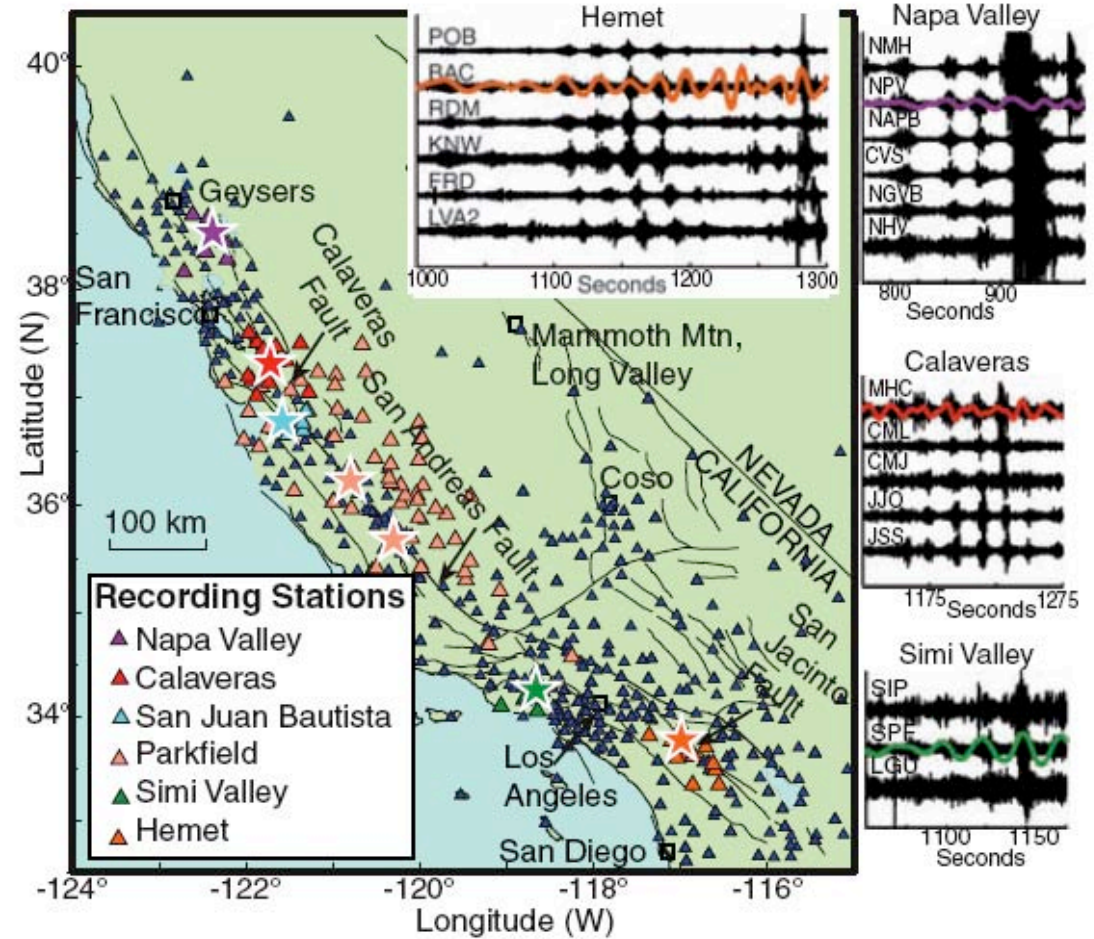 Hemet
POB
RAC
RDM
KNW
FRD
LVA2
1000
1100
Seconds
1200
1300
Napa Valley
NMH
NPV
NAPB
CVS
NGVB
NHV
800
900
Seconds
Calaveras
MHC
CML
CMJ
JJO
JSS
1175
Seconds
1275
Simi Valley
SIP
SPE
LGU
1100
1150
Seconds
40°
38°
36°
34°
Latitude (N)
Geysers
San
Francisco
Calaveras
Fault
San Andreas Fault
Mammoth Mtn,
Long Valley
Coso
NEVADA
CALIFORNIA
San
Jacinto
Fault
Los
Angeles
San Diego
100 km
Recording Stations
Napa Valley
Calaveras
San Juan Bautista
Parkfield
Simi Valley
Hemet
-124°
-122°
-120°
-118°
-116°
Longitude (W)